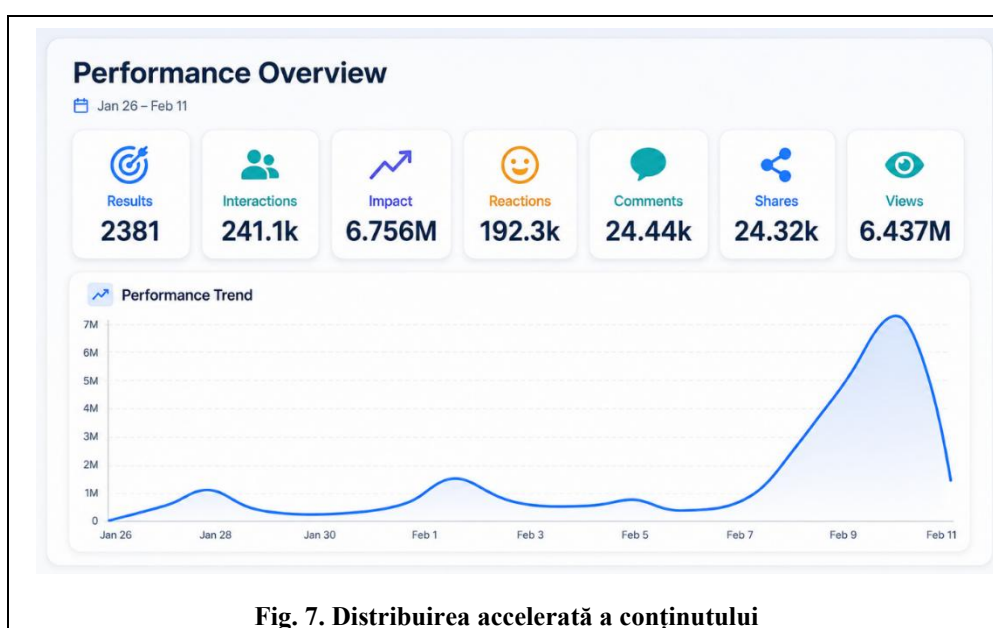 Performance Overview
Jan 26 – Feb 11
Results Interactions Impact Reactions Comments Shares Views
2381 241.1k 6.756M 192.3k 24.44k 24.32k 6.437M
Performance Trend
7M
6M
5M
4M
3M
2M
1M
0
Jan 26 Jan 28 Jan 30 Feb 1 Feb 3 Feb 5 Feb 7 Feb 9 Feb 11
Fig. 7. Distribuirea accelerată a conținutului